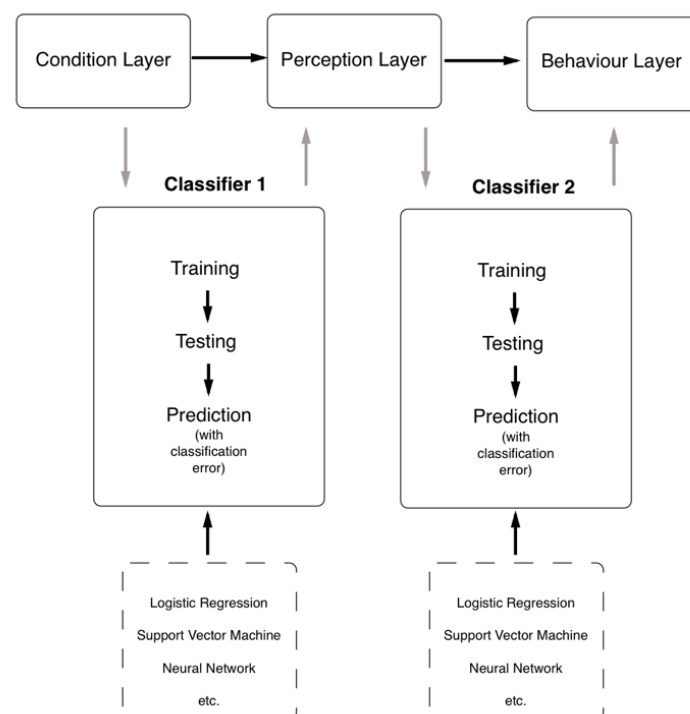 Condition Layer
Perception Layer
Behaviour Layer
Classifier 1
Classifier 2
Training
Testing
Prediction
(with
classification
error)
Training
Testing
Prediction
(with
classification
error)
Logistic Regression
Support Vector Machine
Neural Network
etc.
Logistic Regression
Support Vector Machine
Neural Network
etc.